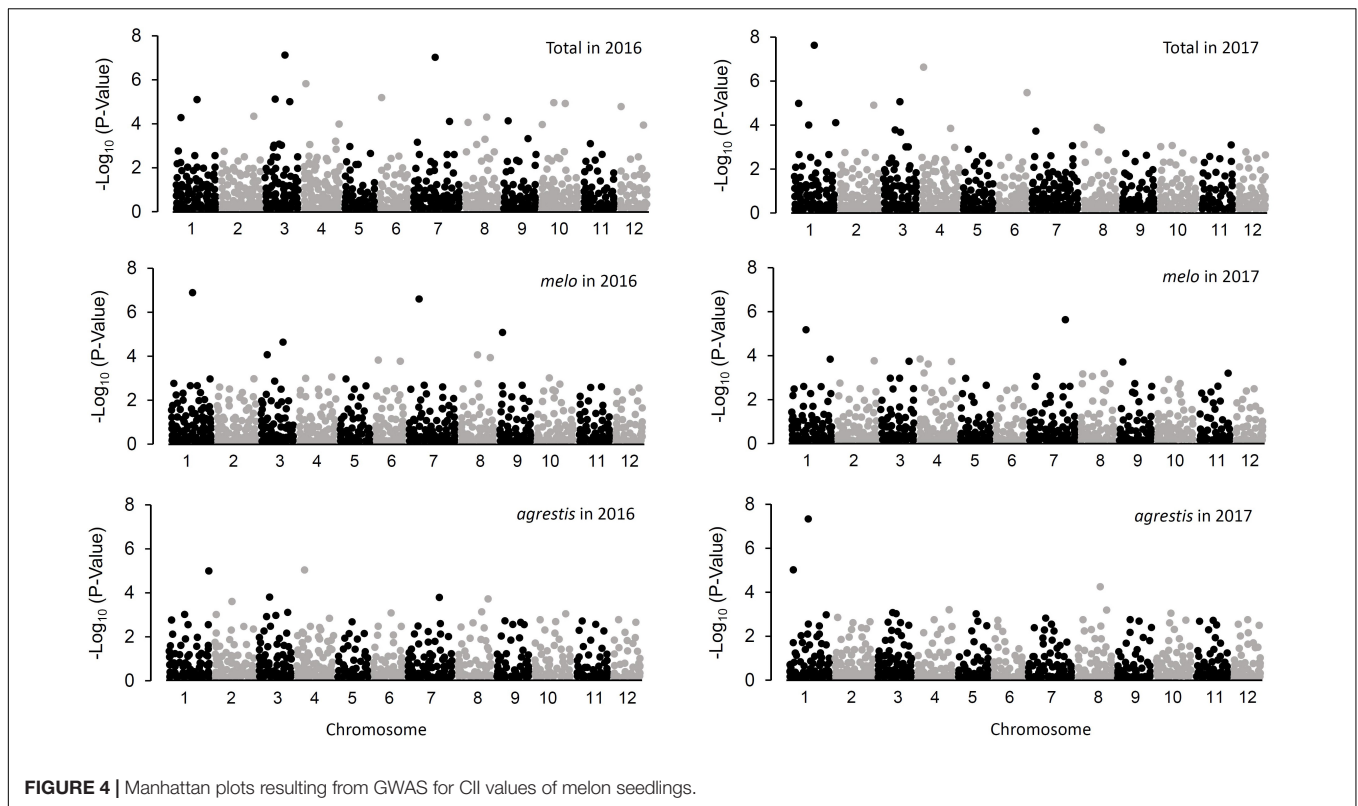 Total in 2016
-Log₁₀ (P-Value)
8
6
4
2
0
1 2 3 4 5 6 7 8 9 10 11 12
Total in 2017
-Log₁₀ (P-Value)
8
6
4
2
0
1 2 3 4 5 6 7 8 9 10 11 12
melo in 2016
-Log₁₀ (P-Value)
8
6
4
2
0
1 2 3 4 5 6 7 8 9 10 11 12
melo in 2017
-Log₁₀ (P-Value)
8
6
4
2
0
1 2 3 4 5 6 7 8 9 10 11 12
agrestis in 2016
-Log₁₀ (P-Value)
8
6
4
2
0
1 2 3 4 5 6 7 8 9 10 11 12
Chromosome
agrestis in 2017
-Log₁₀ (P-Value)
8
6
4
2
0
1 2 3 4 5 6 7 8 9 10 11 12
Chromosome
FIGURE 4 | Manhattan plots resulting from GWAS for CII values of melon seedlings.